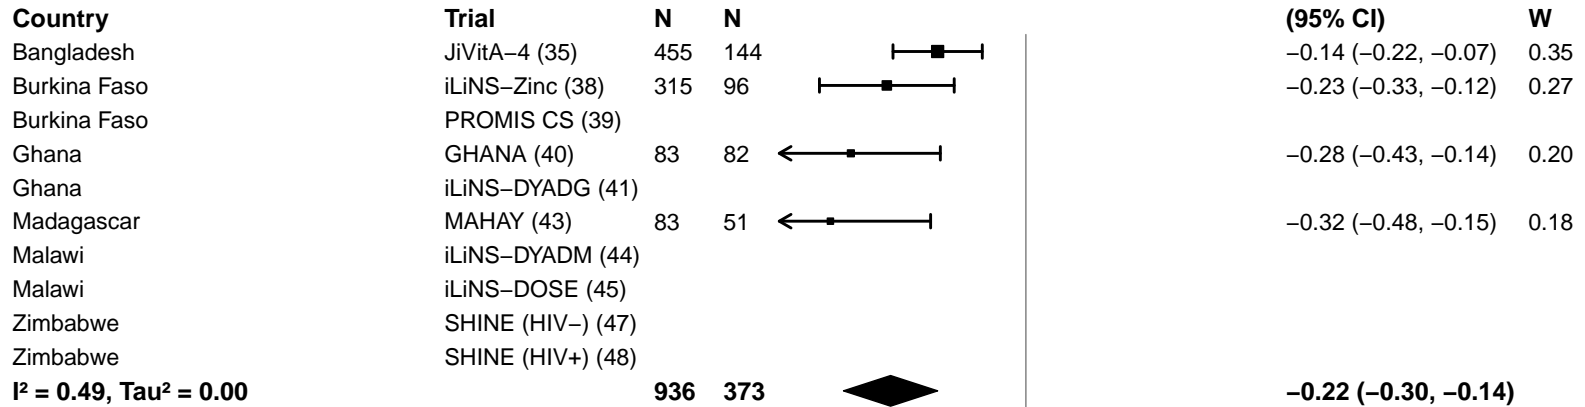 Country Trial N N (95% CI) W
Bangladesh JiVitA−4 (35) 455 144 −0.14 (−0.22, −0.07) 0.35
Burkina Faso iLiNS−Zinc (38) 315 96 −0.23 (−0.33, −0.12) 0.27
Burkina Faso PROMIS CS (39)
Ghana GHANA (40) 83 82 −0.28 (−0.43, −0.14) 0.20
Ghana iLiNS−DYADG (41)
Madagascar MAHAY (43) 83 51 −0.32 (−0.48, −0.15) 0.18
Malawi iLiNS−DYADM (44)
Malawi iLiNS−DOSE (45)
Zimbabwe SHINE (HIV−) (47)
Zimbabwe SHINE (HIV+) (48)
I² = 0.49, Tau² = 0.00 936 373 −0.22 (−0.30, −0.14)